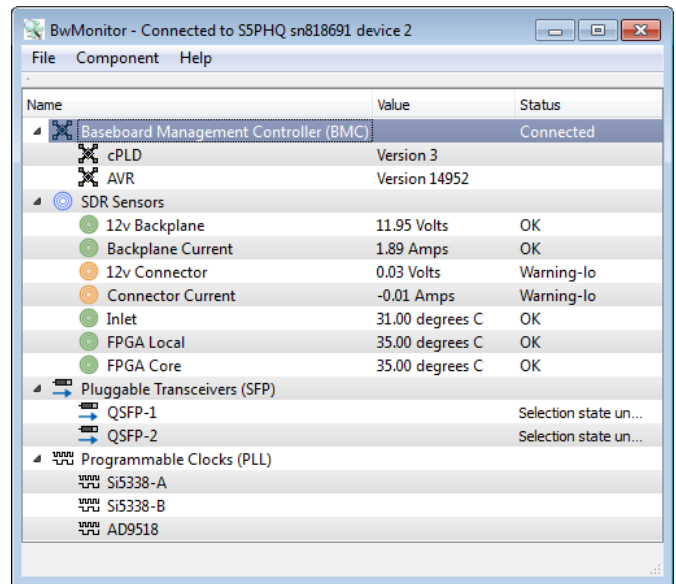 BwMonitor - Connected to S5PHQ sn818691 device 2
File Component Help
Name Value Status
Baseboard Management Controller (BMC) Connected
cPLD Version 3
AVR Version 14952
SDR Sensors
12v Backplane 11.95 Volts OK
Backplane Current 1.89 Amps OK
12v Connector 0.03 Volts Warning-lo
Connector Current -0.01 Amps Warning-lo
Inlet 31.00 degrees C OK
FPGA Local 35.00 degrees C OK
FPGA Core 35.00 degrees C OK
Pluggable Transceivers (SFP)
QSFP-1 Selection state un...
QSFP-2 Selection state un...
Programmable Clocks (PLL)
Si5338-A
Si5338-B
AD9518